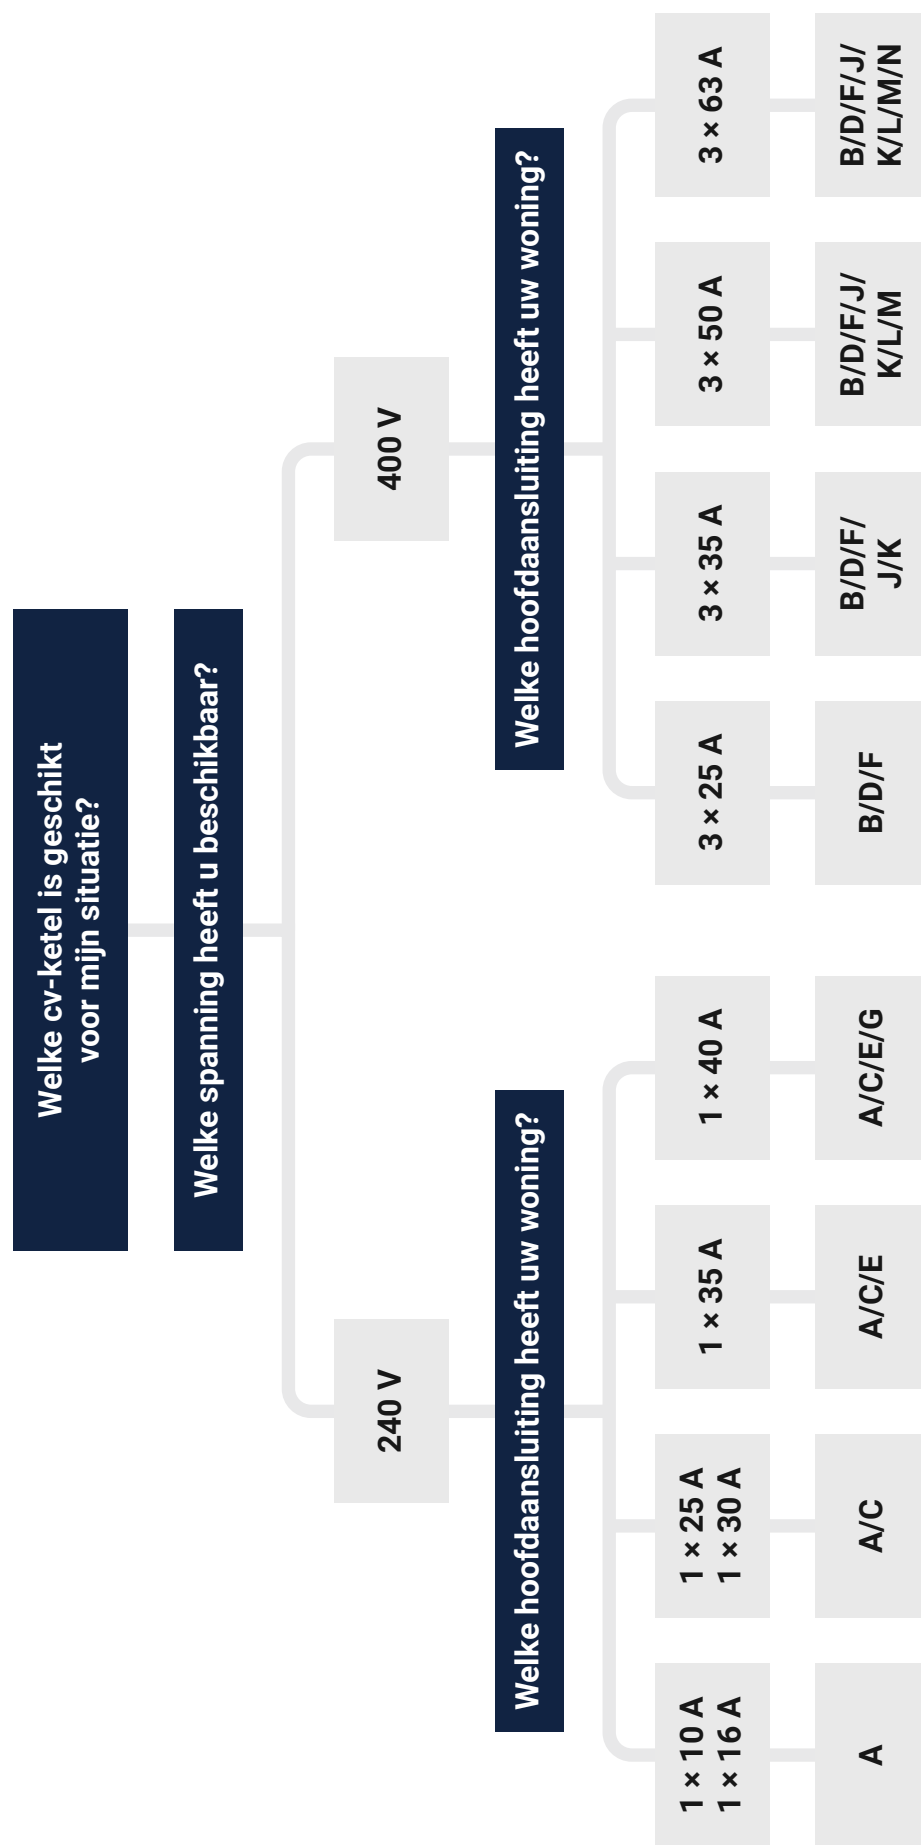 Welke cv-ketel is geschikt
voor mijn situatie?
Welke spanning heeft u beschikbaar?
240 V
400 V
Welke hoofdaansluiting heeft uw woning?
Welke hoofdaansluiting heeft uw woning?
1 × 10 A
1 × 16 A
1 × 25 A
1 × 30 A
1 × 35 A
1 × 40 A
3 × 25 A
3 × 35 A
3 × 50 A
3 × 63 A
A
A/C
A/C/E
A/C/E/G
B/D/F
B/D/F/
J/K
B/D/F/J/
K/L/M
B/D/F/J/
K/L/M/N